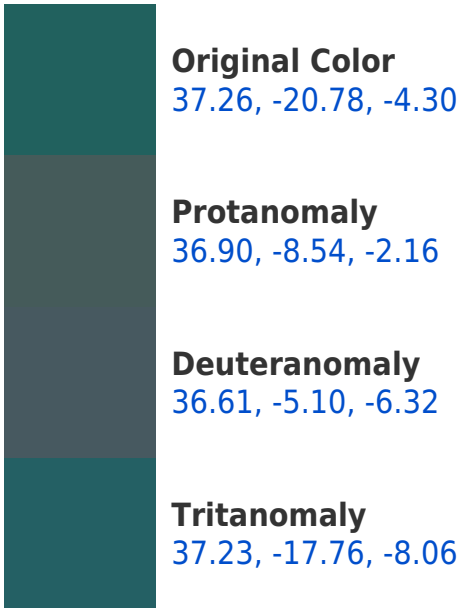 Original Color
37.26, -20.78, -4.30
Protanomaly
36.90, -8.54, -2.16
Deuteranomaly
36.61, -5.10, -6.32
Tritanomaly
37.23, -17.76, -8.06